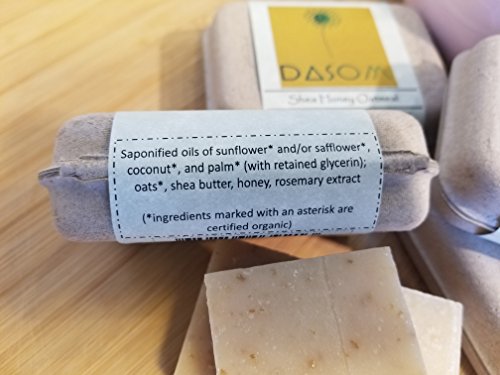 DASOME
Shea Honey Oatmeal
Saponified oils of sunflower* and/or safflower*,
coconut*, and palm* (with retained glycerin);
oats*, shea butter, honey, rosemary extract
(*ingredients marked with an asterisk are
certified organic)